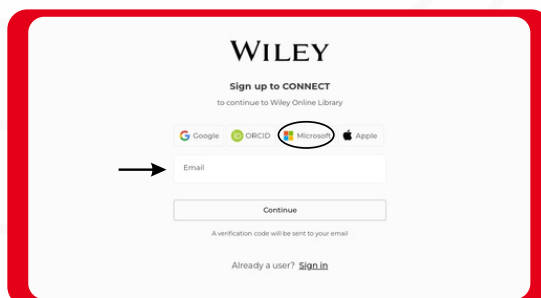 WILEY
Sign up to CONNECT
to continue to Wiley Online Library
Google ORCID Microsoft Apple
Email
Continue
A verification code will be sent to your email
Already a user? Sign in